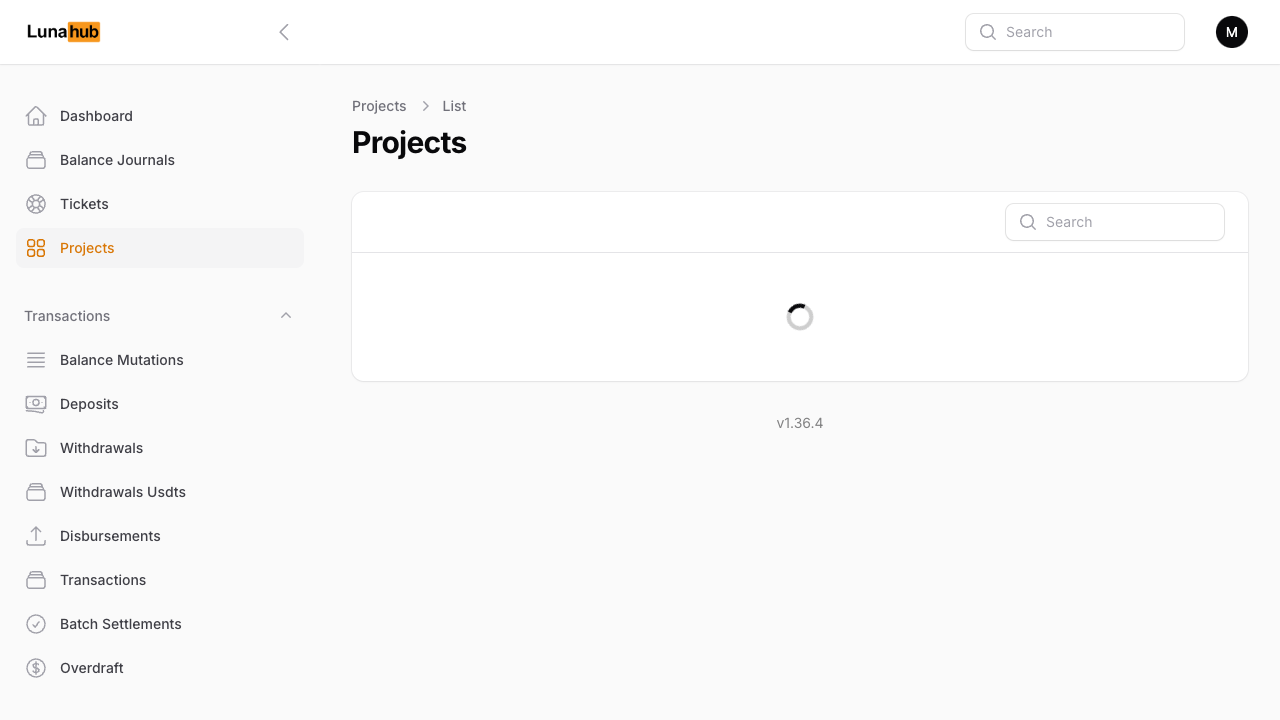 Lunahub
Search
M
Dashboard
Balance Journals
Tickets
Projects
Transactions
Balance Mutations
Deposits
Withdrawals
Withdrawals Usdts
Disbursements
Transactions
Batch Settlements
Overdraft
Projects
List
Projects
Search
v1.36.4